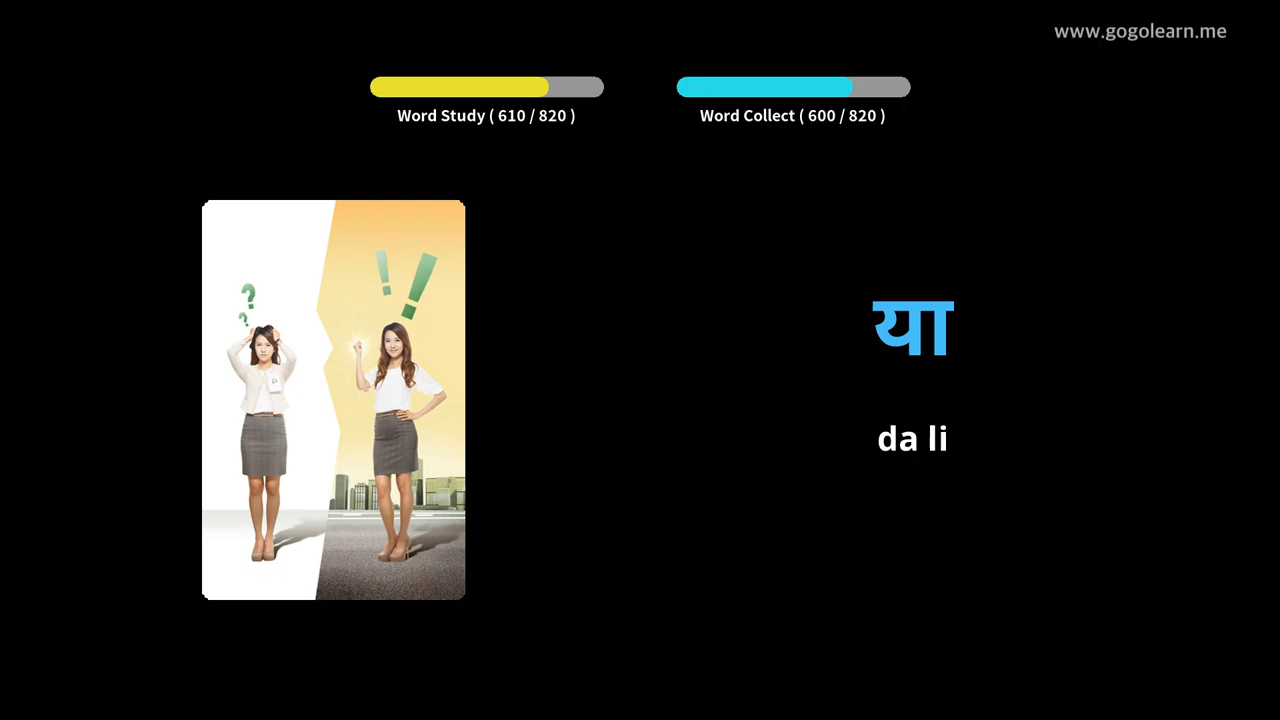 www.gogolearn.me
Word Study ( 610 / 820 )
Word Collect ( 600 / 820 )
? ?
! !
या
da li